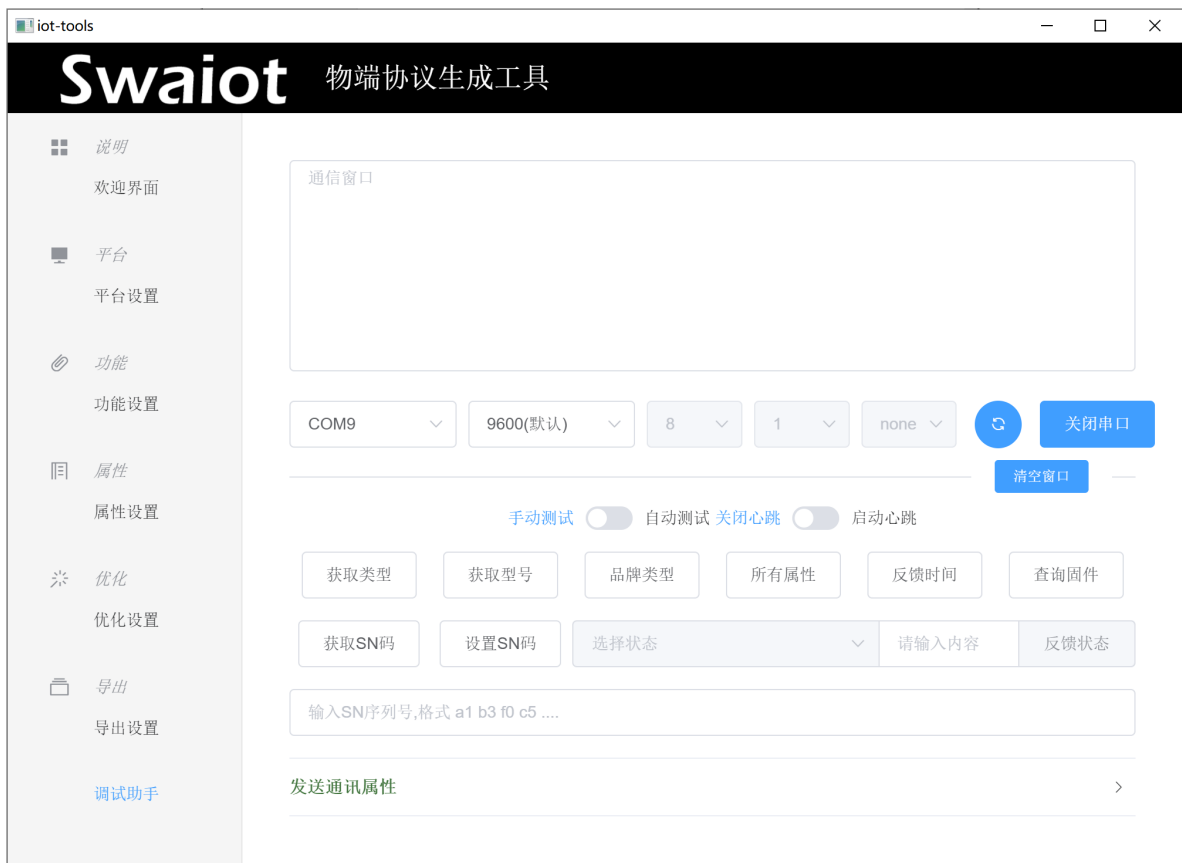 iot-tools
Swaiot 物端协议生成工具
说明
欢迎界面
平台
平台设置
功能
功能设置
属性
属性设置
优化
优化设置
导出
导出设置
调试助手
通信窗口
COM9 9600(默认) 8 1 none 关闭串口
清空窗口
手动测试 自动测试 关闭心跳 启动心跳
获取类型 获取型号 品牌类型 所有属性 反馈时间 查询固件
获取SN码 设置SN码 选择状态 请输入内容 反馈状态
输入SN序列号,格式 a1 b3 f0 c5 ....
发送通讯属性